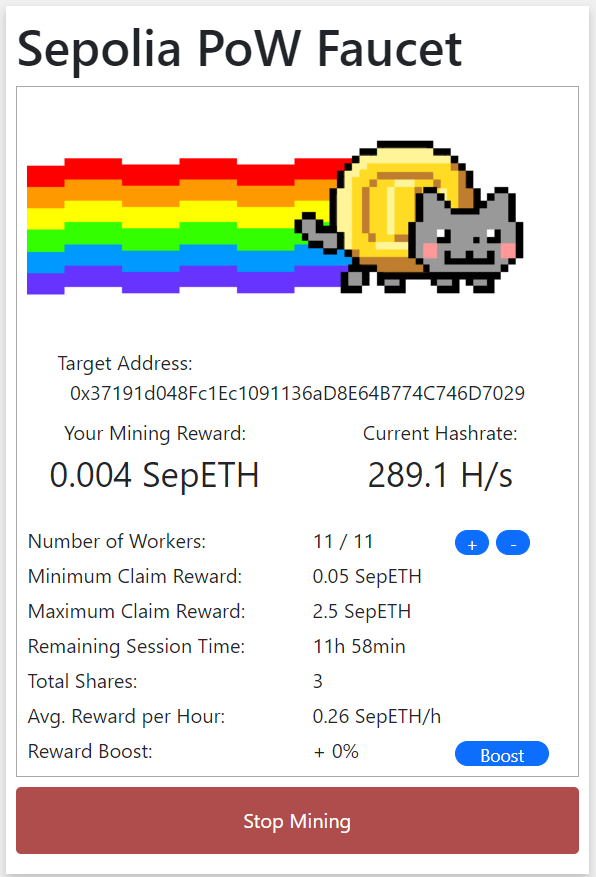 Sepolia PoW Faucet
Target Address:
0x37191d048Fc1Ec1091136aD8E64B774C746D7029
Your Mining Reward: Current Hashrate:
0.004 SepETH 289.1 H/s
Number of Workers: 11 / 11 + -
Minimum Claim Reward: 0.05 SepETH
Maximum Claim Reward: 2.5 SepETH
Remaining Session Time: 11h 58min
Total Shares: 3
Avg. Reward per Hour: 0.26 SepETH/h
Reward Boost: + 0% Boost
Stop Mining